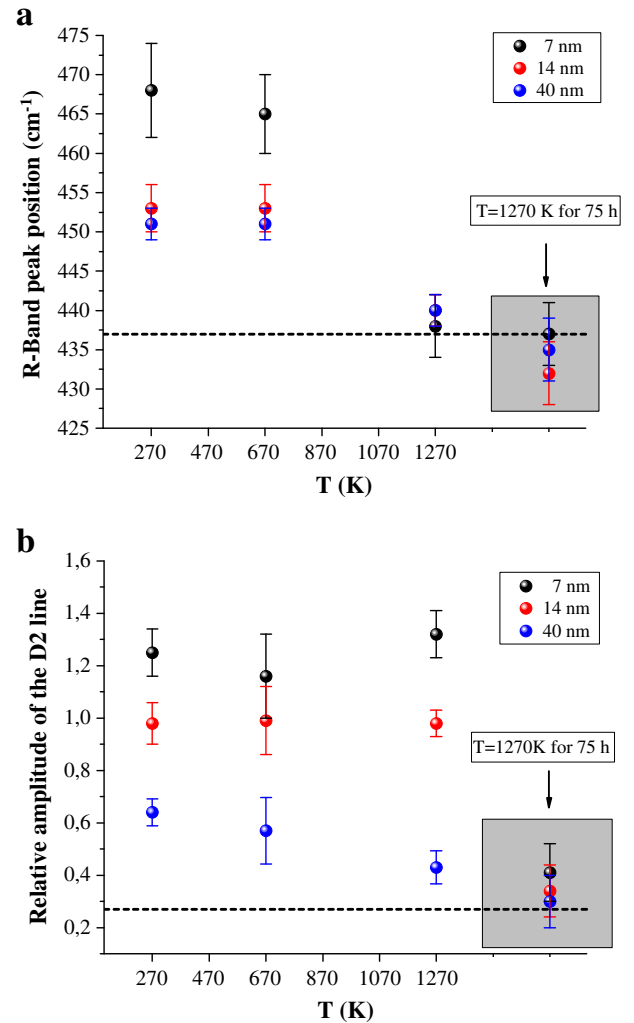 a
475
470
465
460
455
450
445
440
435
430
425
R-Band peak position (cm⁻¹)
7 nm
14 nm
40 nm
T=1270 K for 75 h
270 470 670 870 1070 1270
T (K)
b
1,6
1,4
1,2
1,0
0,8
0,6
0,4
0,2
Relative amplitude of the D2 line
7 nm
14 nm
40 nm
T=1270K for 75 h
270 470 670 870 1070 1270
T (K)